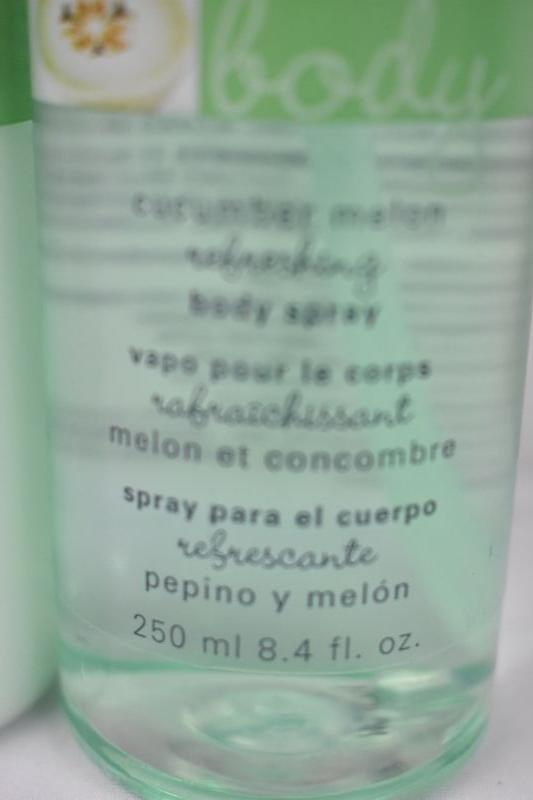 body
cucumber melon
refreshing
body spray
vapo pour le corps
rafraîchissant
melon et concombre
spray para el cuerpo
refrescante
pepino y melón
250 ml 8.4 fl. oz.